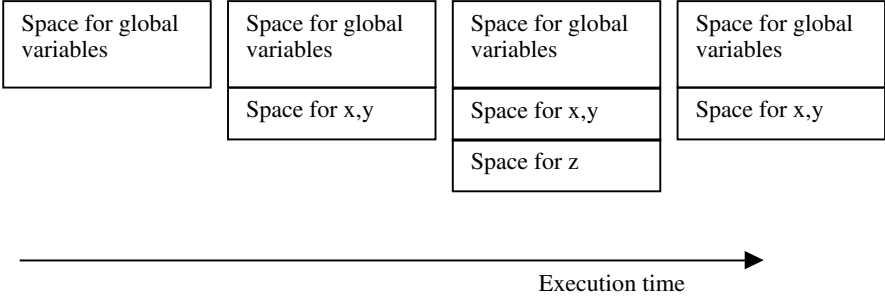 Space for global
variables
Space for global
variables
Space for x,y
Space for global
variables
Space for x,y
Space for z
Space for global
variables
Space for x,y
Execution time